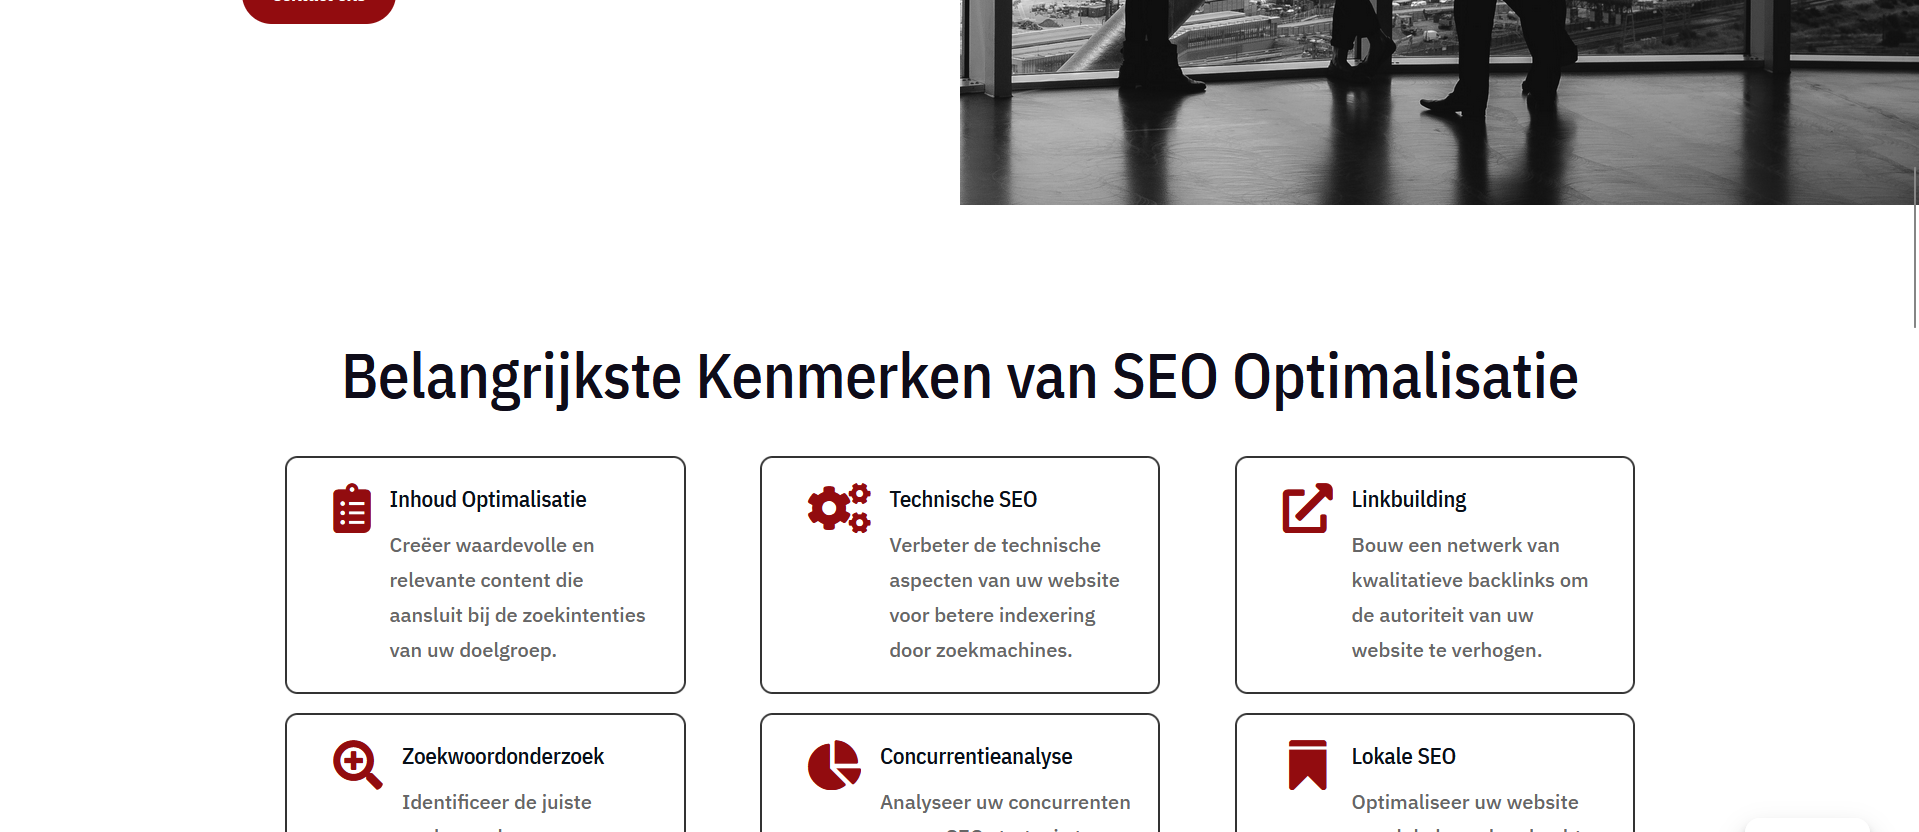 Belangrijkste Kenmerken van SEO Optimalisatie
Inhoud Optimalisatie
Creëer waardevolle en
relevante content die
aansluit bij de zoekintenties
van uw doelgroep.
Technische SEO
Verbeter de technische
aspecten van uw website
voor betere indexering
door zoekmachines.
Linkbuilding
Bouw een netwerk van
kwalitatieve backlinks om
de autoriteit van uw
website te verhogen.
Zoekwoordonderzoek
Identificeer de juiste
Concurrentieanalyse
Analyseer uw concurrenten
Lokale SEO
Optimaliseer uw website